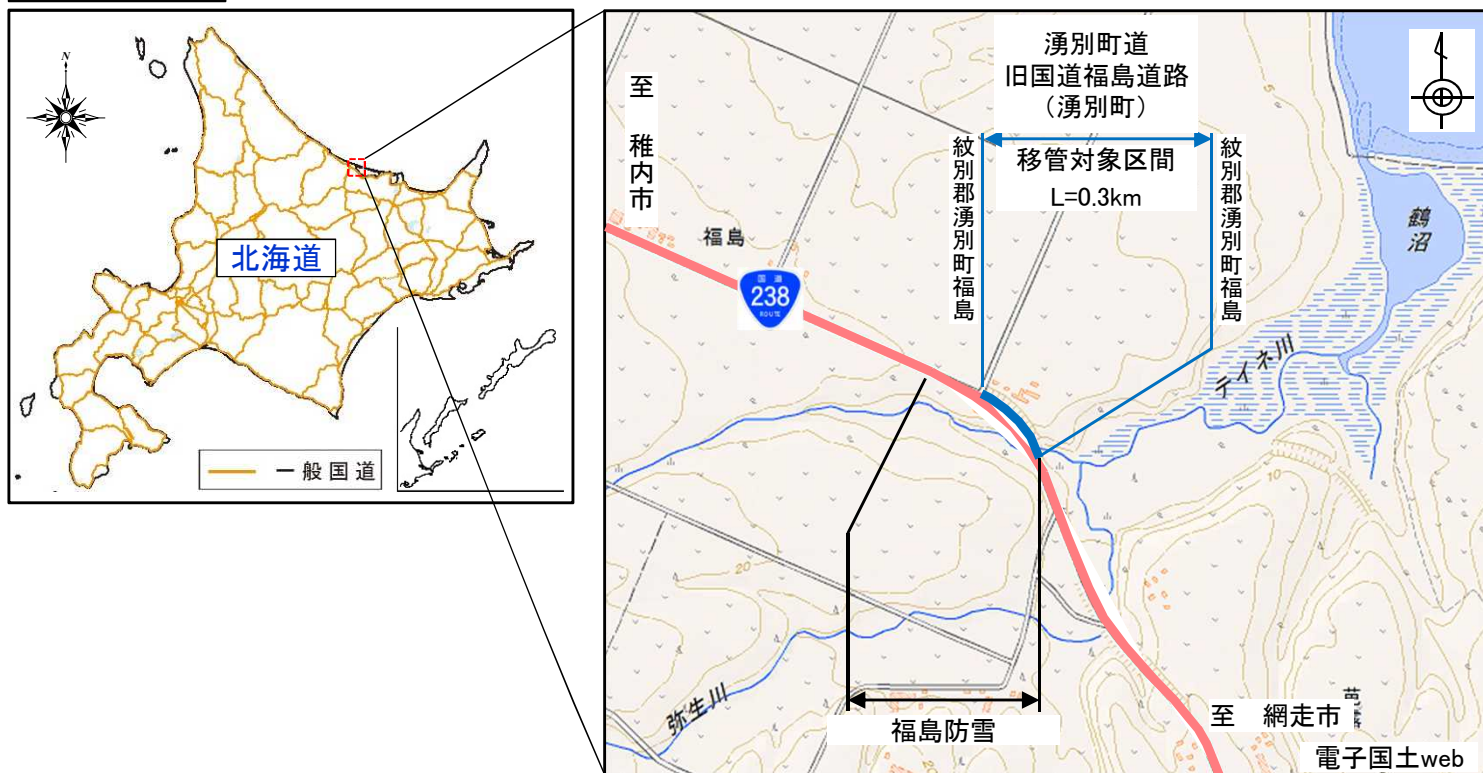 N
北海道
一般国道
湧別町道
旧国道福島道路
（湧別町）
移管対象区間
L=0.3km
紋別郡湧別町福島
紋別郡湧別町福島
至 稚内市
福島
国道
238
ROUTE
鶴沼
テイネ川
20
10
弥生川
福島防雪
至 網走市
電子国土web